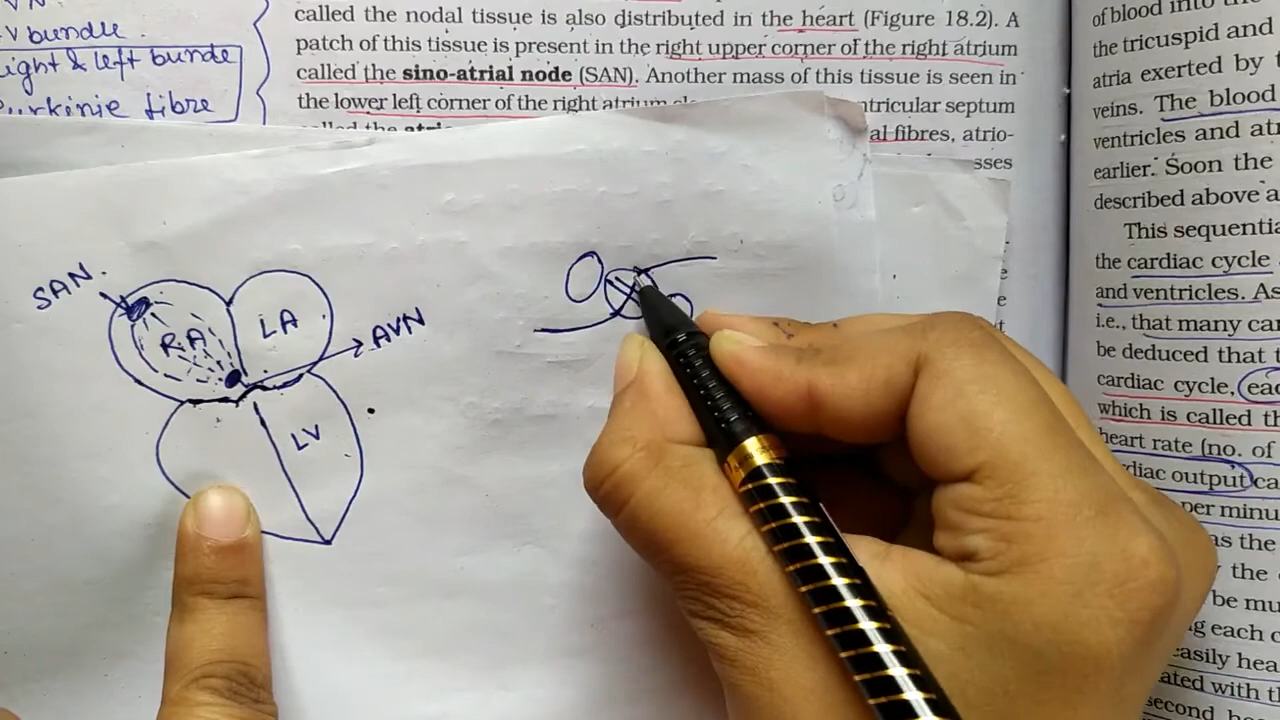 V bundle.
ight & left bunde
urkinje fibre
called the nodal tissue is also distributed in the heart (Figure 18.2). A
patch of this tissue is present in the right upper corner of the right atrium
called the sino-atrial node (SAN). Another mass of this tissue is seen in
the lower left corner of the right atrium ntricular septum
al fibres, atrio-
sses
SAN.
RA
LA
AVN
LV
of blood into
the tricuspid and
atria exerted by
veins. The blood
ventricles and at
earlier. Soon the
described above a
This sequentia
the cardiac cycle
and ventricles. As
i.e., that many car
be deduced that t
cardiac cycle, eac
which is called th
heart rate (no. of
diac output ca
per minu
as the
the
be mu
g each c
easily hea
ated with t
second